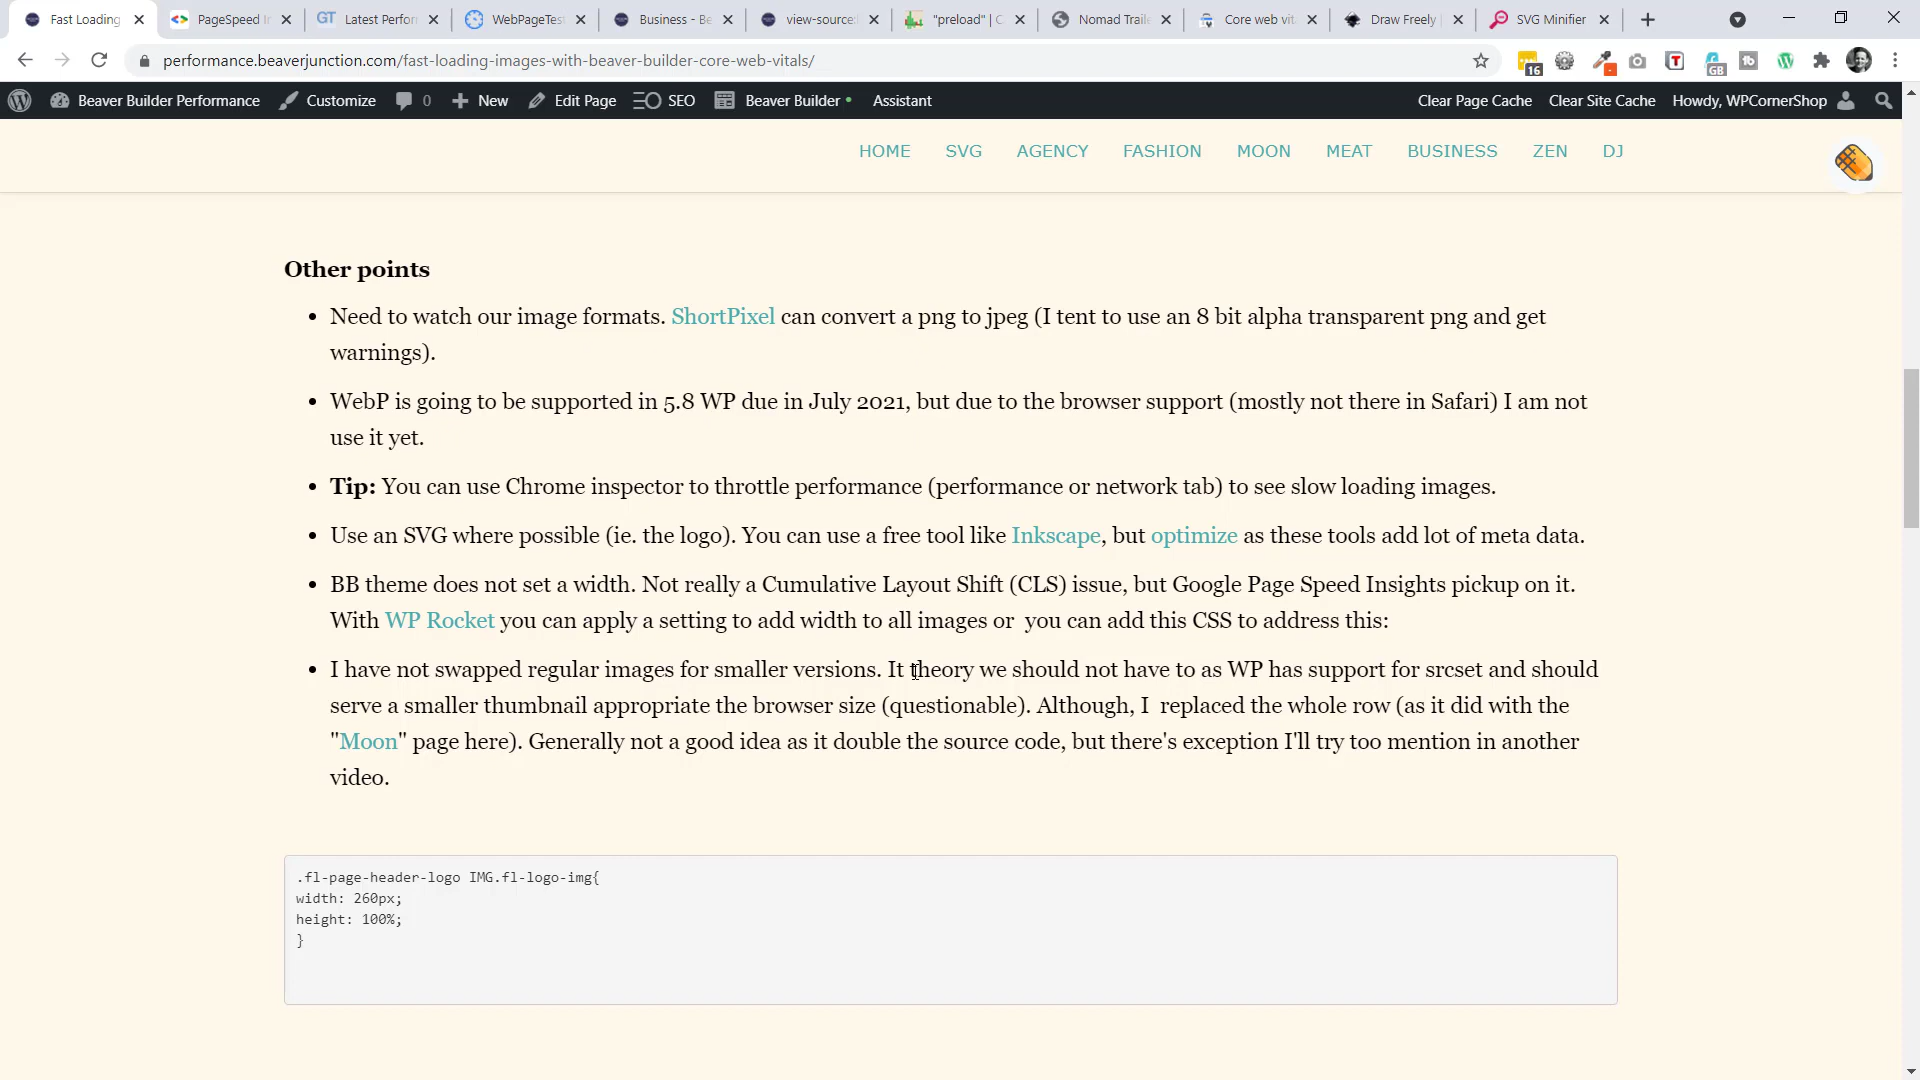 Fast Loading
PageSpeed I
GT Latest Perfor
WebPageTes
Business - Be
view-source:
"preload" | C
Nomad Traile
Core web vit
Draw Freely
SVG Minifier
performance.beaverjunction.com/fast-loading-images-with-beaver-builder-core-web-vitals/
16
GB
Beaver Builder Performance
Customize
0
New
Edit Page
SEO
Beaver Builder
Assistant
Clear Page Cache
Clear Site Cache
Howdy, WPCornerShop
HOME
SVG
AGENCY
FASHION
MOON
MEAT
BUSINESS
ZEN
DJ
Other points
Need to watch our image formats. ShortPixel can convert a png to jpeg (I tent to use an 8 bit alpha transparent png and get
warnings).
WebP is going to be supported in 5.8 WP due in July 2021, but due to the browser support (mostly not there in Safari) I am not
use it yet.
Tip: You can use Chrome inspector to throttle performance (performance or network tab) to see slow loading images.
Use an SVG where possible (ie. the logo). You can use a free tool like Inkscape, but optimize as these tools add lot of meta data.
BB theme does not set a width. Not really a Cumulative Layout Shift (CLS) issue, but Google Page Speed Insights pickup on it.
With WP Rocket you can apply a setting to add width to all images or  you can add this CSS to address this:
I have not swapped regular images for smaller versions. It theory we should not have to as WP has support for srcset and should
serve a smaller thumbnail appropriate the browser size (questionable). Although, I  replaced the whole row (as it did with the
"Moon" page here). Generally not a good idea as it double the source code, but there's exception I'll try too mention in another
video.
.fl-page-header-logo IMG.fl-logo-img{
width: 260px;
height: 100%;
}